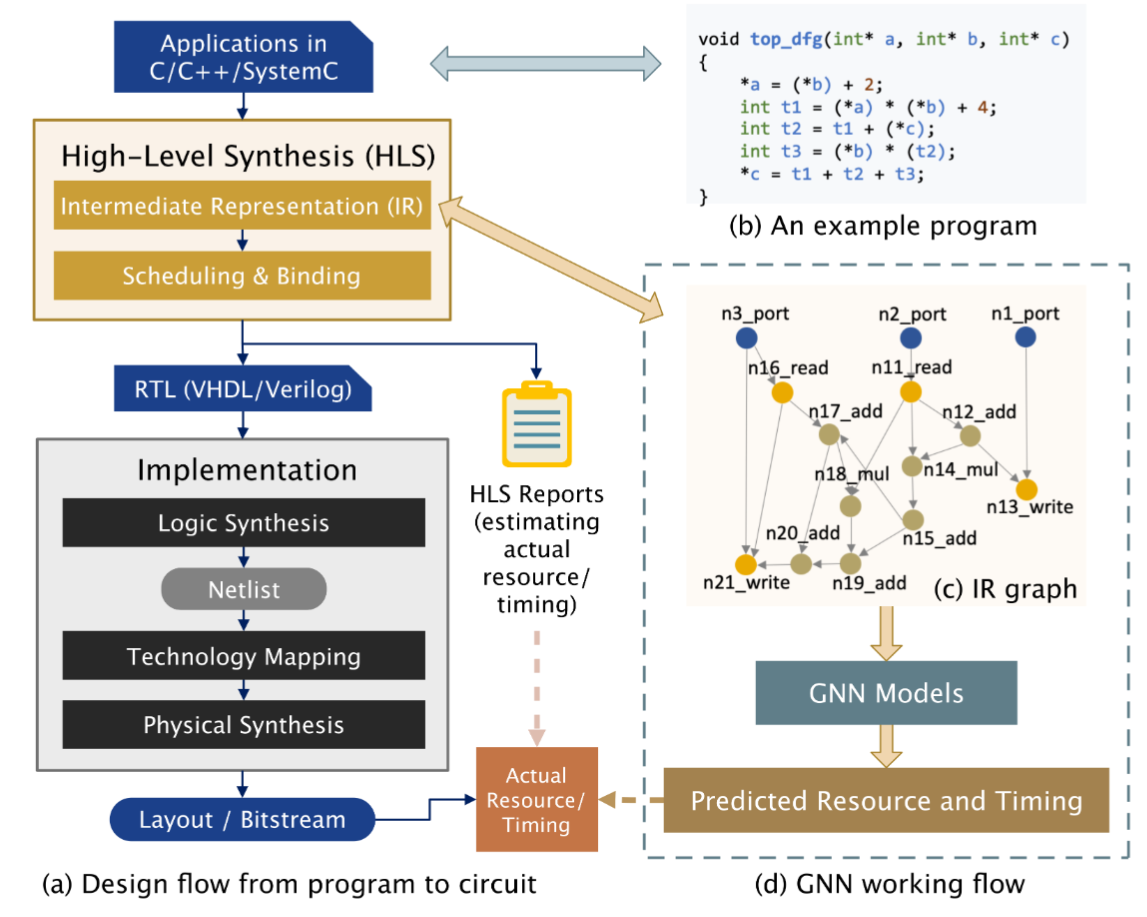 Applications in
C/C++/SystemC
High-Level Synthesis (HLS)
Intermediate Representation (IR)
Scheduling & Binding
RTL (VHDL/Verilog)
Implementation
Logic Synthesis
Netlist
Technology Mapping
Physical Synthesis
Layout / Bitstream
HLS Reports
(estimating
actual
resource/
timing)
Actual
Resource/
Timing
(a) Design flow from program to circuit
void top_dfg(int* a, int* b, int* c)
{
    *a = (*b) + 2;
    int t1 = (*a) * (*b) + 4;
    int t2 = t1 + (*c);
    int t3 = (*b) * (t2);
    *c = t1 + t2 + t3;
}
(b) An example program
n3_port
n2_port
n1_port
n16_read
n11_read
n17_add
n12_add
n18_mul
n14_mul
n13_write
n20_add
n15_add
n21_write
n19_add
(c) IR graph
GNN Models
Predicted Resource and Timing
(d) GNN working flow